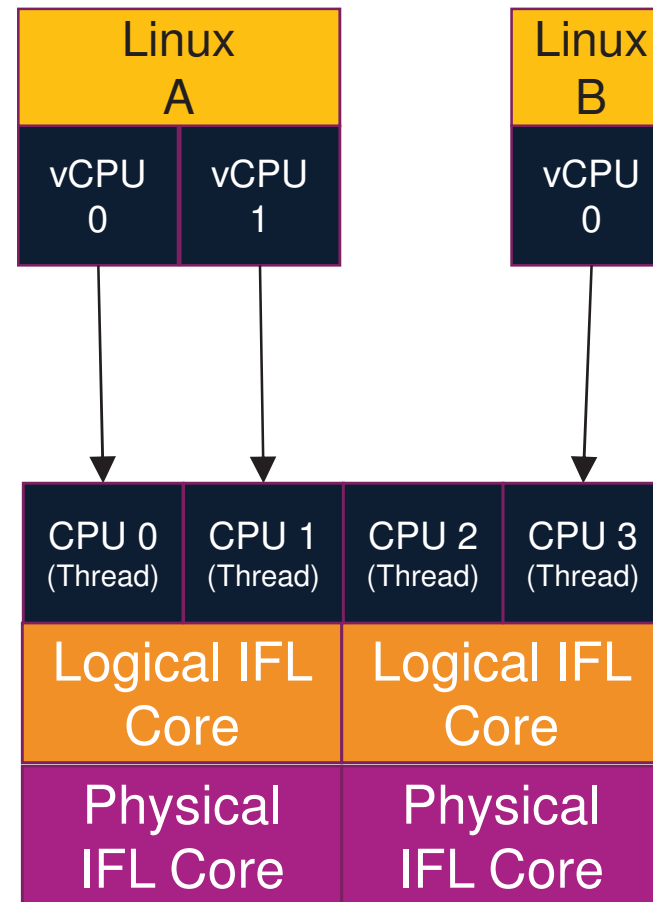 Linux
A
Linux
B
vCPU
0
vCPU
1
vCPU
0
CPU 0
(Thread)
CPU 1
(Thread)
CPU 2
(Thread)
CPU 3
(Thread)
Logical IFL
Core
Logical IFL
Core
Physical
IFL Core
Physical
IFL Core